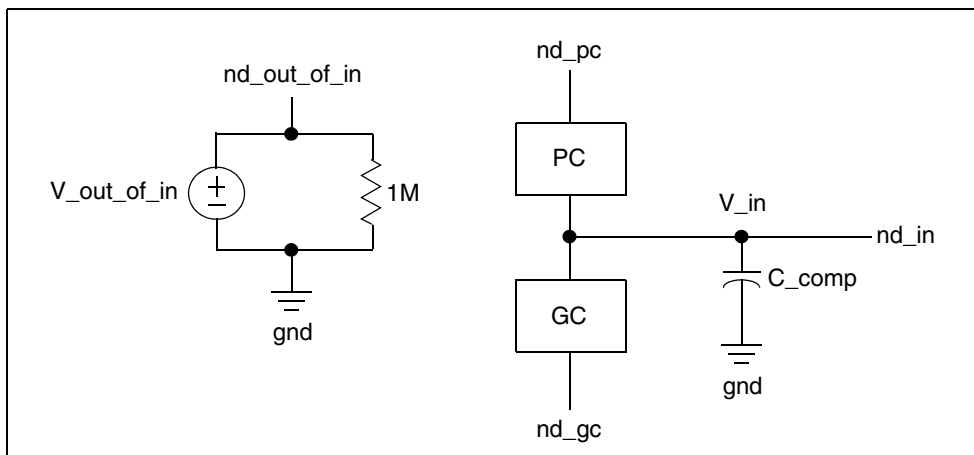 nd_out_of_in
V_out_of_in
1M
gnd
nd_pc
PC
V_in
nd_in
C_comp
GC
gnd
nd_gc